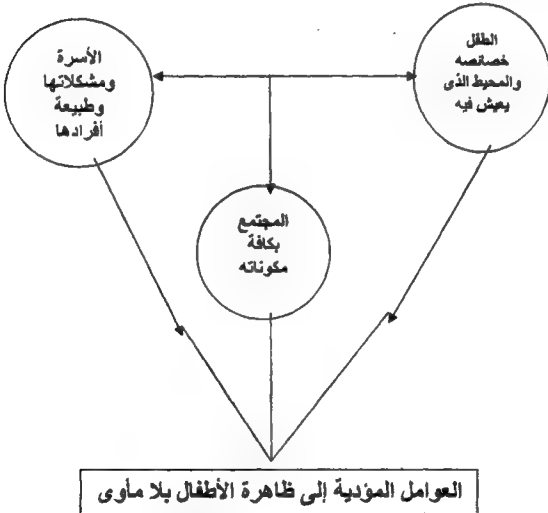 الطفل
خصائصه
والمحيط الذى
يعيش فيه
الأسرة
ومشكلاتها
وطبيعة
أفرادها
المجتمع
بكافة
مكوناته
العوامل المؤدية إلى ظاهرة الأطفال بلا مأوى